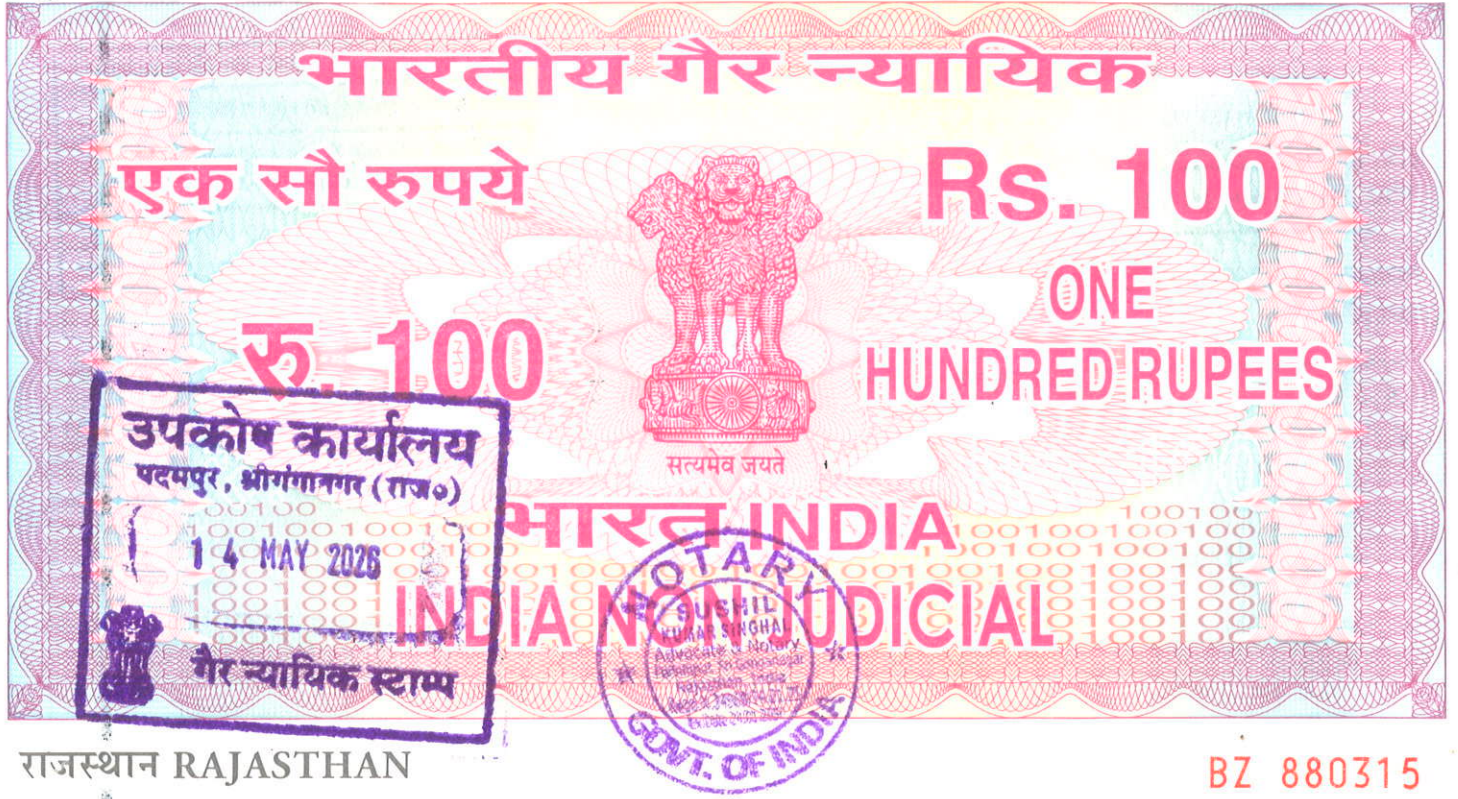 भारतीय गैर न्यायिक
एक सौ रुपये
Rs. 100
रु. 100
ONE
HUNDRED RUPEES
सत्यमेव जयते
भारत INDIA
INDIA NON JUDICIAL
उपकोष कार्यालय
पदमपुर, श्रीगंगानगर (राज०)
14 MAY 2026
गैर न्यायिक स्टाम्प
NOTARY
SUSHIL
KUMAR SINGHAL
Advocate & Notary
Rajasthan, India
GOVT. OF INDIA
राजस्थान RAJASTHAN
BZ 880315